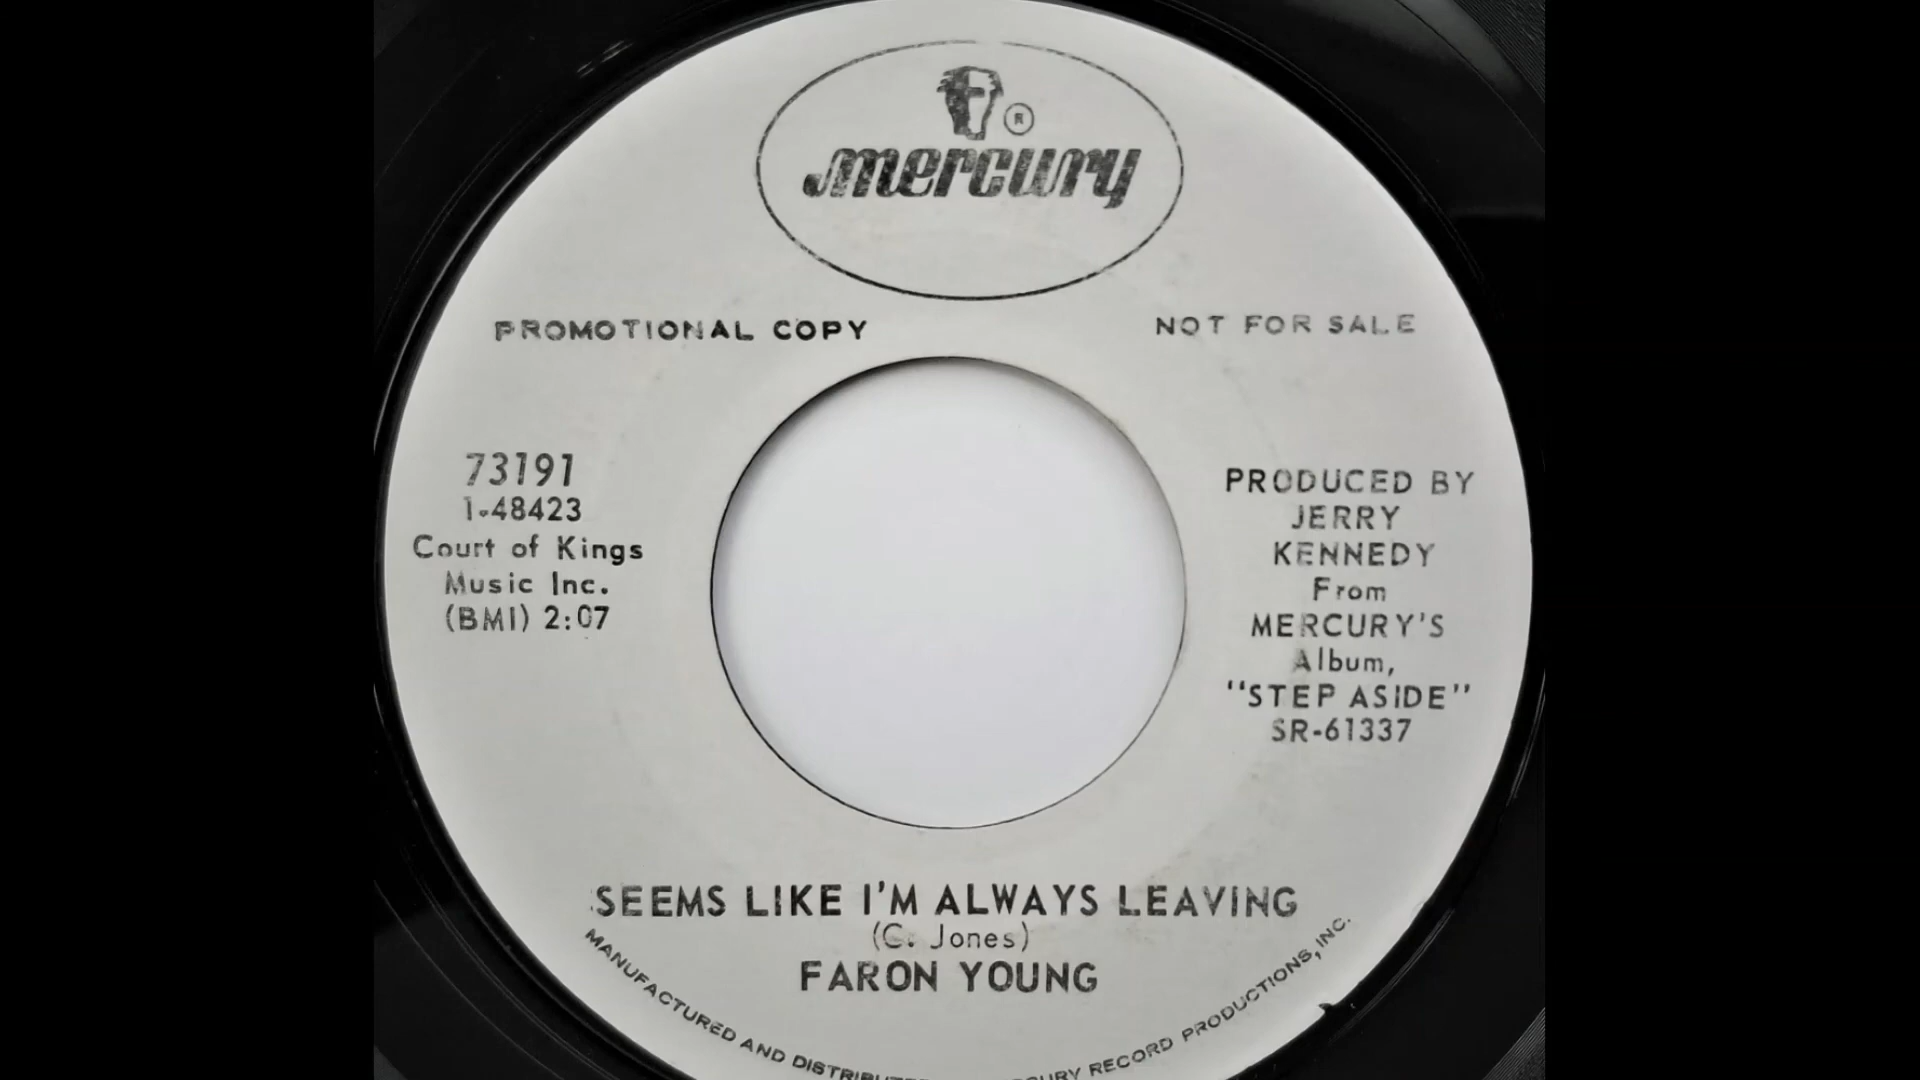 ®
mercury
PROMOTIONAL COPY
NOT FOR SALE
73191
1-48423
Court of Kings
Music Inc.
(BMI) 2:07
PRODUCED BY
JERRY
KENNEDY
From
MERCURY'S
Album,
"STEP ASIDE"
SR-61337
SEEMS LIKE I'M ALWAYS LEAVING
(C. Jones)
FARON YOUNG
MANUFACTURED AND RECORD PRODUCTIONS, INC.